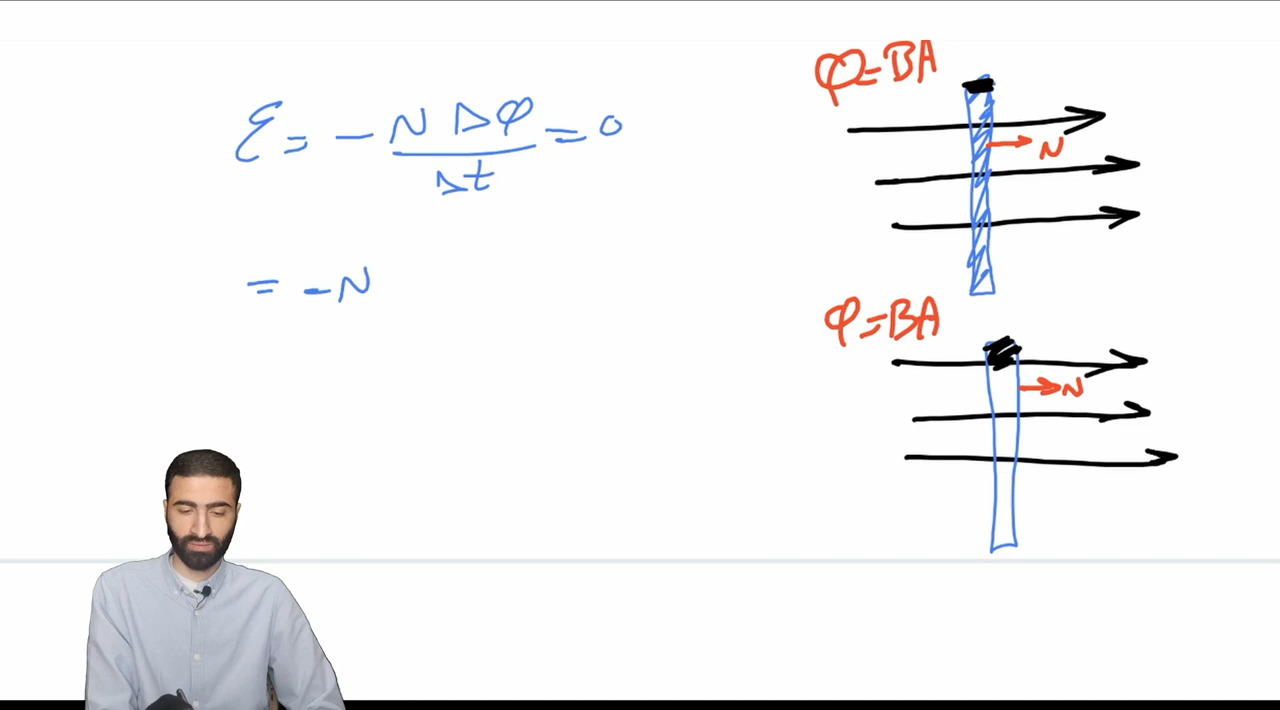 ε = - N Δφ / Δt = 0
= - N
φ = BA
N
φ = BA
N